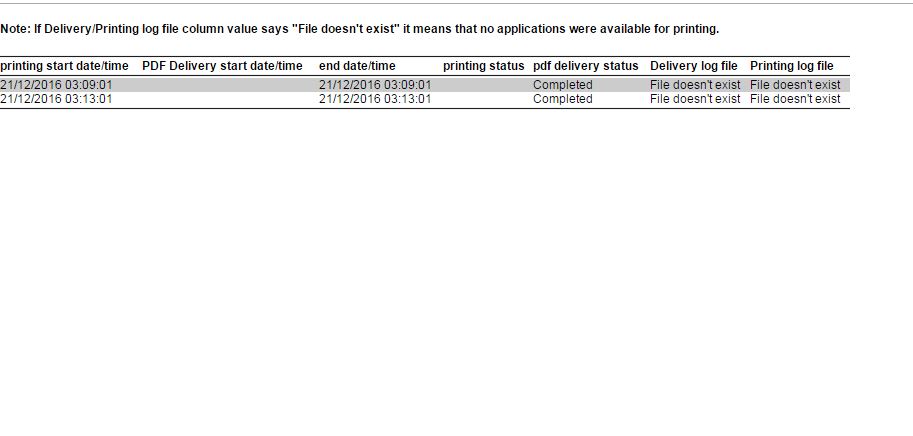 Note: If Delivery/Printing log file column value says "File doesn't exist" it means that no applications were available for printing.
printing start date/time PDF Delivery start date/time end date/time printing status pdf delivery status Delivery log file Printing log file
21/12/2016 03:09:01 21/12/2016 03:09:01 Completed File doesn't exist File doesn't exist
21/12/2016 03:13:01 21/12/2016 03:13:01 Completed File doesn't exist File doesn't exist